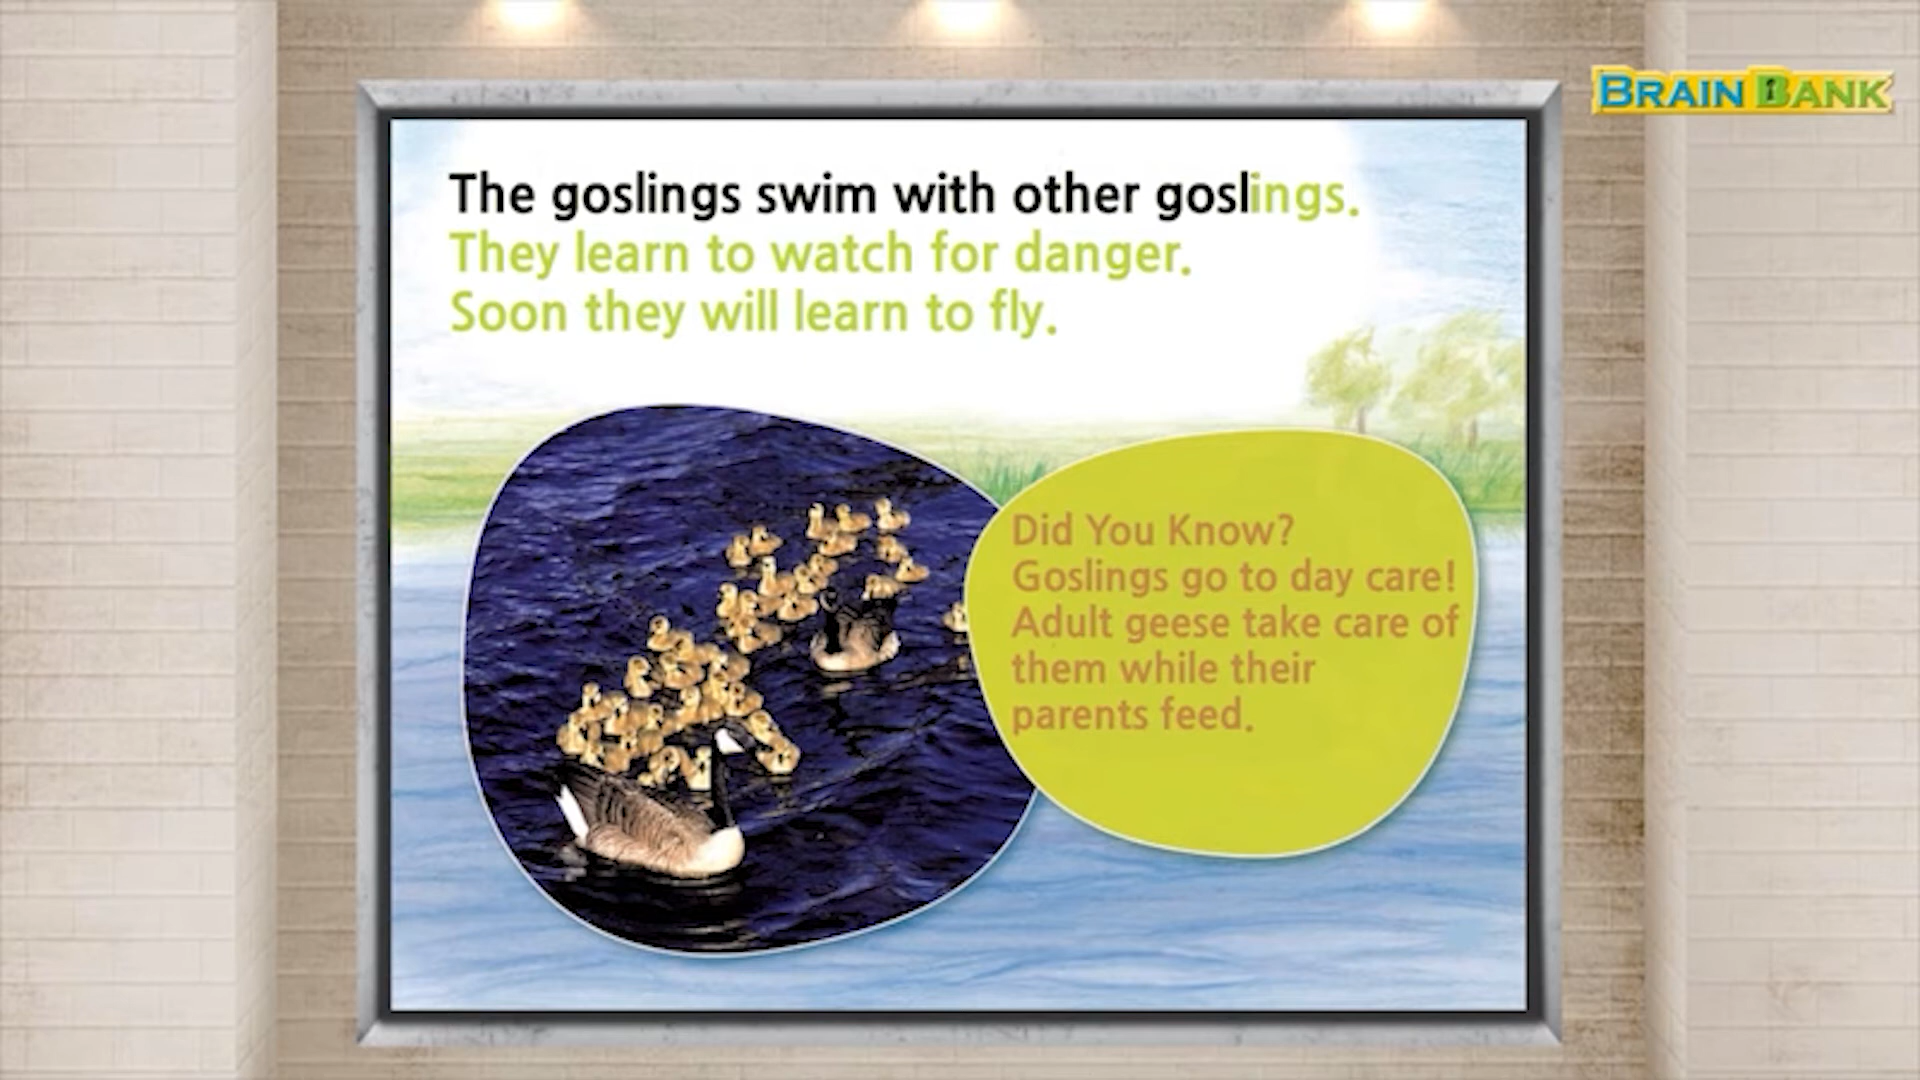 BRAIN BANK
The goslings swim with other goslings.
They learn to watch for danger.
Soon they will learn to fly.
Did You Know?
Goslings go to day care!
Adult geese take care of
them while their
parents feed.